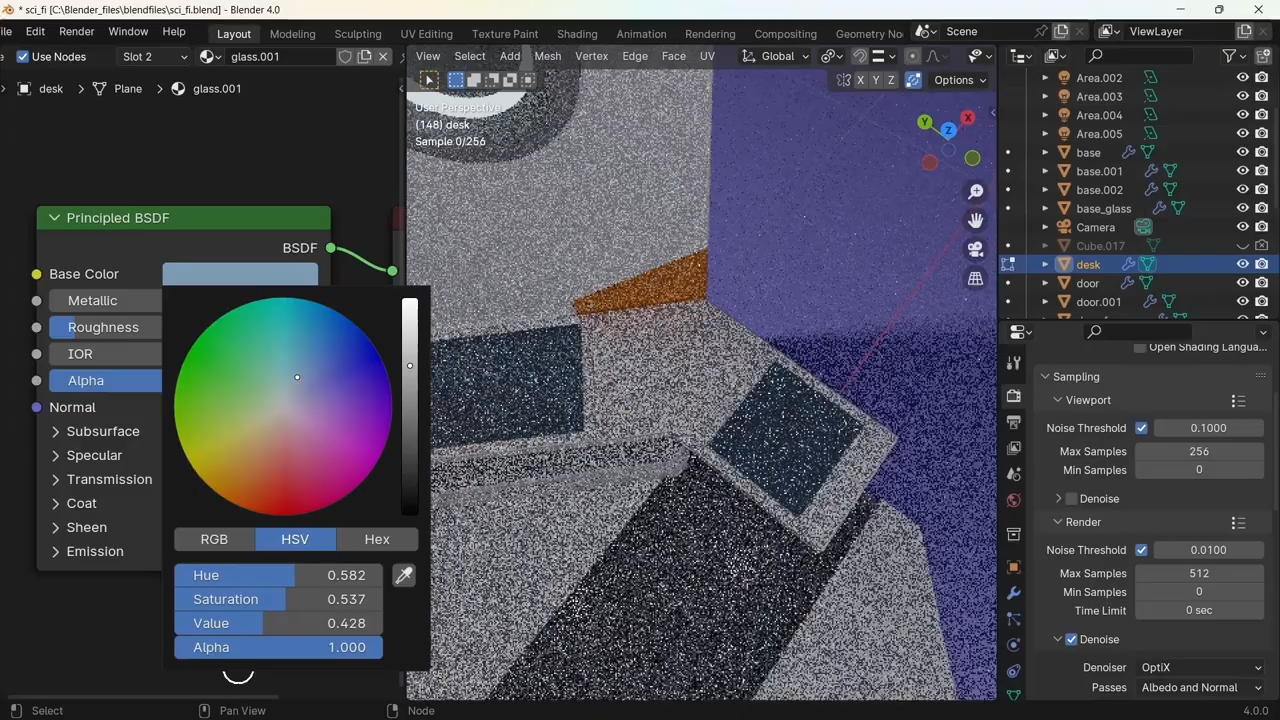 * sci_fi [C:\Blender_files\blendfiles\sci_fi.blend] - Blender 4.0
Edit Render Window Help Layout Modeling Sculpting UV Editing Texture Paint Shading Animation Rendering Compositing Geometry No Scene ViewLayer
Use Nodes Slot 2 glass.001 View Select Add Mesh Vertex Edge Face UV Global
X Y Z Options
desk Plane glass.001
User Perspective
(148) desk
Sample 0/256
Y X Z
Area.002
Area.003
Area.004
Area.005
base
base.001
base.002
base_glass
Camera
Cube.017
desk
door
door.001
Principled BSDF
BSDF
Base Color
Metallic
Roughness
IOR
Alpha
Normal
Subsurface
Specular
Transmission
Coat
Sheen
Emission
RGB HSV Hex
Hue 0.582
Saturation 0.537
Value 0.428
Alpha 1.000
Open Shading Langua...
Sampling
Viewport
Noise Threshold 0.1000
Max Samples 256
Min Samples 0
Denoise
Render
Noise Threshold 0.0100
Max Samples 512
Min Samples 0
Time Limit 0 sec
Denoise
Denoiser OptiX
Passes Albedo and Normal
Select Pan View Node 4.0.0